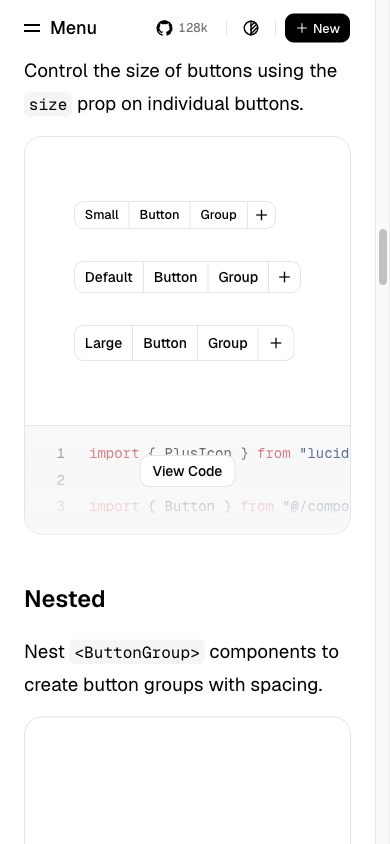 Menu 128k New
Control the size of buttons using the
size prop on individual buttons.
Small Button Group
Default Button Group
Large Button Group
1 import { PlusIcon } from "lucid
View Code
2
3 import { Button } from "@/compo
Nested
Nest <ButtonGroup> components to
create button groups with spacing.